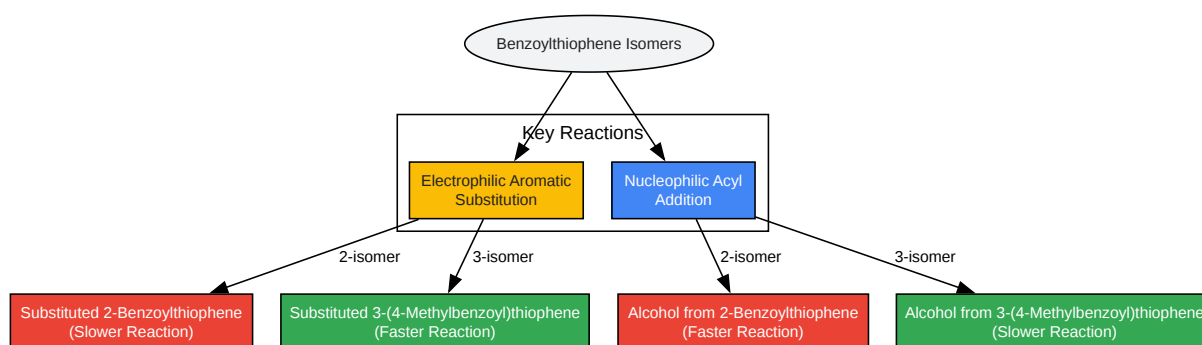 Benzoylthiophene Isomers
Key Reactions
Electrophilic Aromatic
Substitution
Nucleophilic Acyl
Addition
2-isomer
3-isomer
2-isomer
3-isomer
Substituted 2-Benzoylthiophene
(Slower Reaction)
Substituted 3-(4-Methylbenzoyl)thiophene
(Faster Reaction)
Alcohol from 2-Benzoylthiophene
(Faster Reaction)
Alcohol from 3-(4-Methylbenzoyl)thiophene
(Slower Reaction)